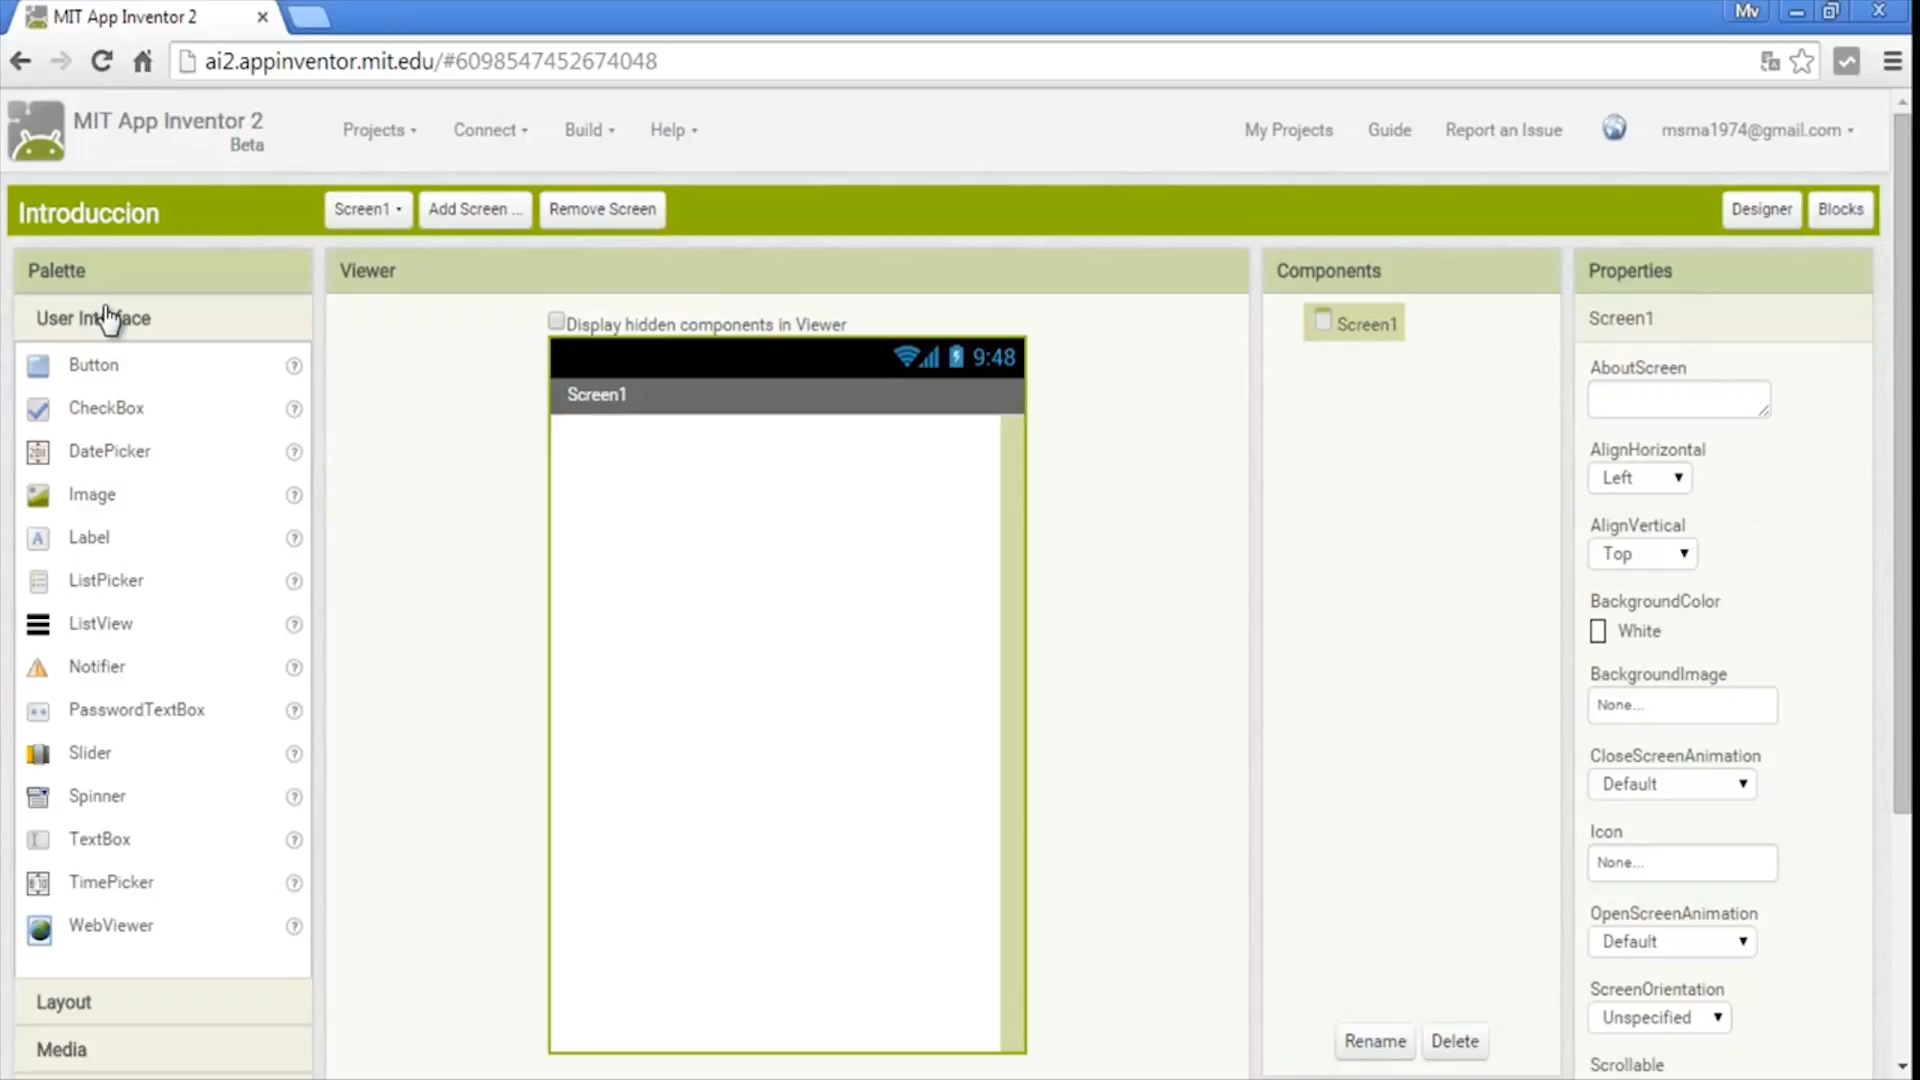 MIT App Inventor 2
Mv
ai2.appinventor.mit.edu/#6098547452674048
MIT App Inventor 2
Beta
Projects
Connect
Build
Help
My Projects
Guide
Report an Issue
msma1974@gmail.com
Introduccion
Screen1
Add Screen ...
Remove Screen
Designer
Blocks
Palette
User Interface
Button
CheckBox
DatePicker
Image
Label
ListPicker
ListView
Notifier
PasswordTextBox
Slider
Spinner
TextBox
TimePicker
WebViewer
Layout
Media
Viewer
Display hidden components in Viewer
9:48
Screen1
Components
Screen1
Rename
Delete
Properties
Screen1
AboutScreen
AlignHorizontal
Left
AlignVertical
Top
BackgroundColor
White
BackgroundImage
None...
CloseScreenAnimation
Default
Icon
None...
OpenScreenAnimation
Default
ScreenOrientation
Unspecified
Scrollable